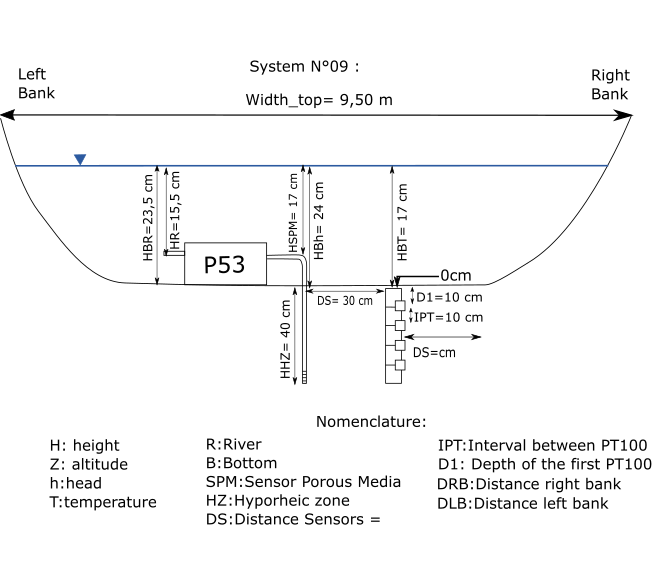 System N°09 :
Left
Bank
Right
Bank
Width_top= 9,50 m
HBR=23,5 cm
HR=15,5 cm
HSPM= 17 cm
HBh= 24 cm
HBT= 17 cm
P53
0cm
DS= 30 cm
D1=10 cm
IPT=10 cm
HHZ= 40 cm
DS=cm
Nomenclature:
H: height
Z: altitude
h:head
T:temperature
R:River
B:Bottom
SPM:Sensor Porous Media
HZ:Hyporheic zone
DS:Distance Sensors =
IPT:Interval between PT100
D1: Depth of the first PT100
DRB:Distance right bank
DLB:Distance left bank